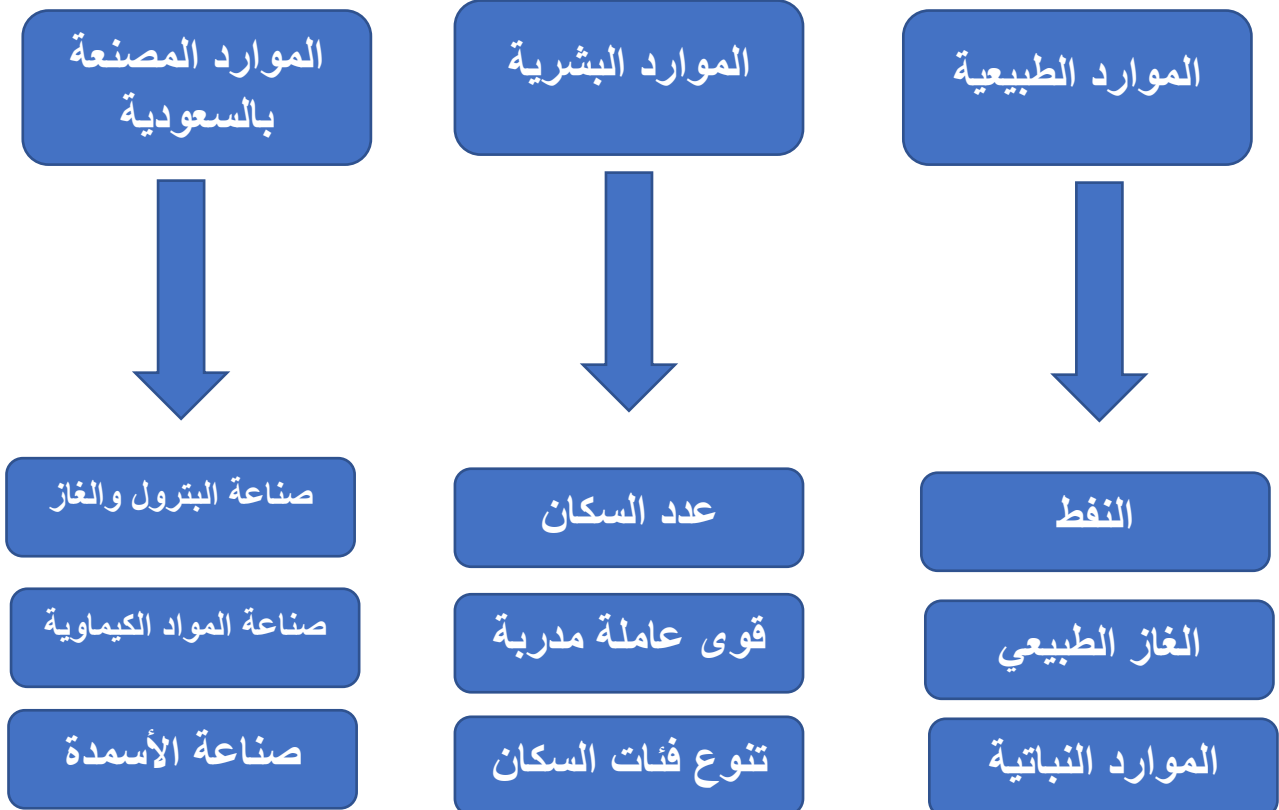 الموارد الطبيعية
الموارد البشرية
الموارد المصنعة
بالسعودية
النفط
عدد السكان
صناعة البترول والغاز
الغاز الطبيعي
قوى عاملة مدربة
صناعة المواد الكيماوية
الموارد النباتية
تنوع فئات السكان
صناعة الأسمدة